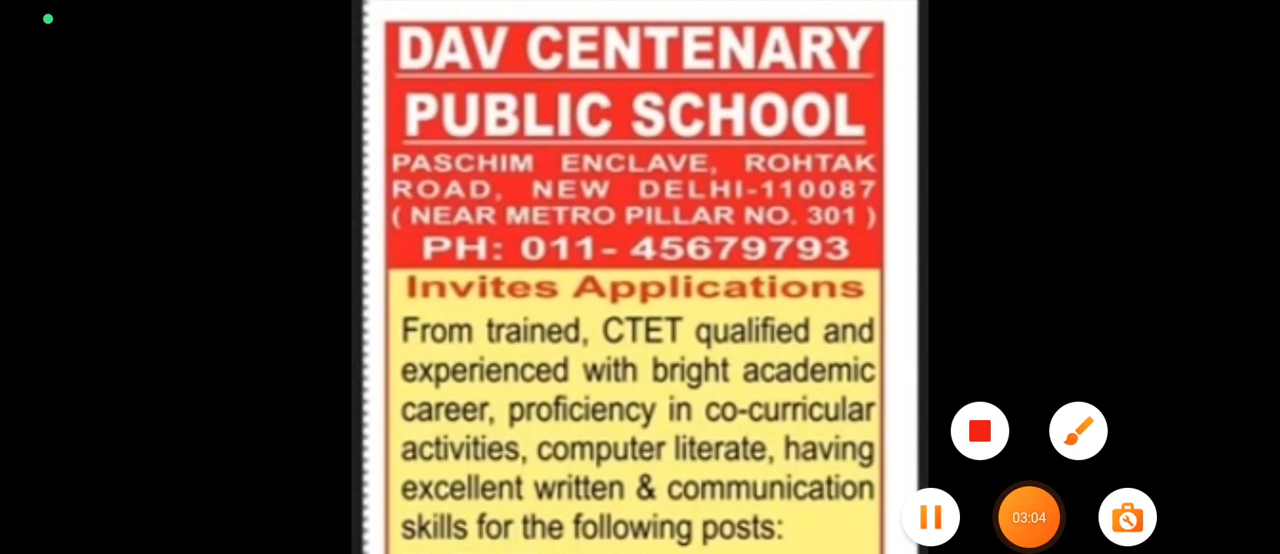 DAV CENTENARY
PUBLIC SCHOOL
PASCHIM ENCLAVE, ROHTAK
ROAD, NEW DELHI-110087
( NEAR METRO PILLAR NO. 301 )
PH: 011- 45679793
Invites Applications
From trained, CTET qualified and
experienced with bright academic
career, proficiency in co-curricular
activities, computer literate, having
excellent written & communication
skills for the following posts:
03:04